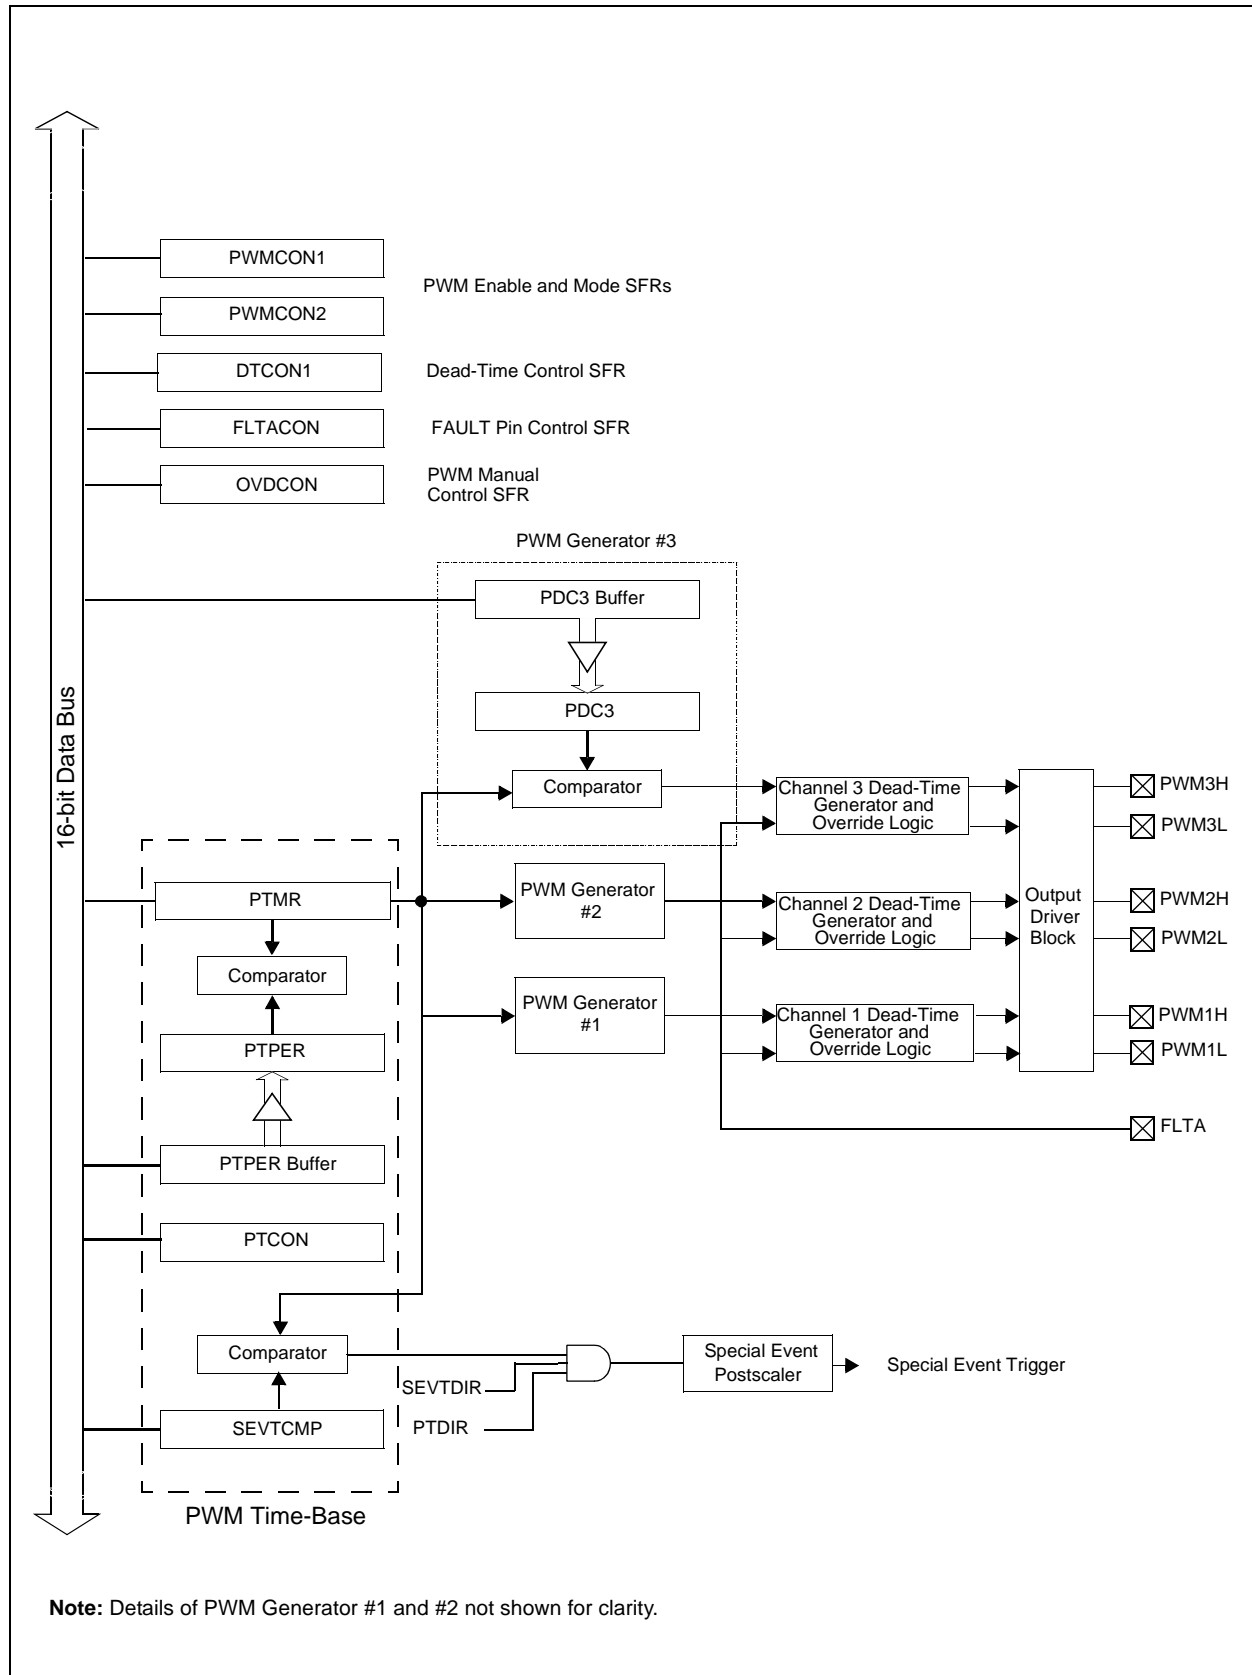 PWMCON1
PWM Enable and Mode SFRs
PWMCON2
DTCON1
Dead-Time Control SFR
FLTACON
FAULT Pin Control SFR
OVDCON
PWM Manual
Control SFR
PWM Generator #3
PDC3 Buffer
PDC3
Comparator
16-bit Data Bus
Channel 3 Dead-Time
Generator and
Override Logic
PWM3H
PWM3L
PTMR
PWM Generator
#2
Channel 2 Dead-Time
Generator and
Override Logic
Output
Driver
Block
PWM2H
PWM2L
Comparator
PWM Generator
#1
Channel 1 Dead-Time
Generator and
Override Logic
PWM1H
PWM1L
PTPER
FLTA
PTPER Buffer
PTCON
Comparator
Special Event
Postscaler
Special Event Trigger
SEVTDIR
PTDIR
SEVTCMP
PWM Time-Base
Note: Details of PWM Generator #1 and #2 not shown for clarity.